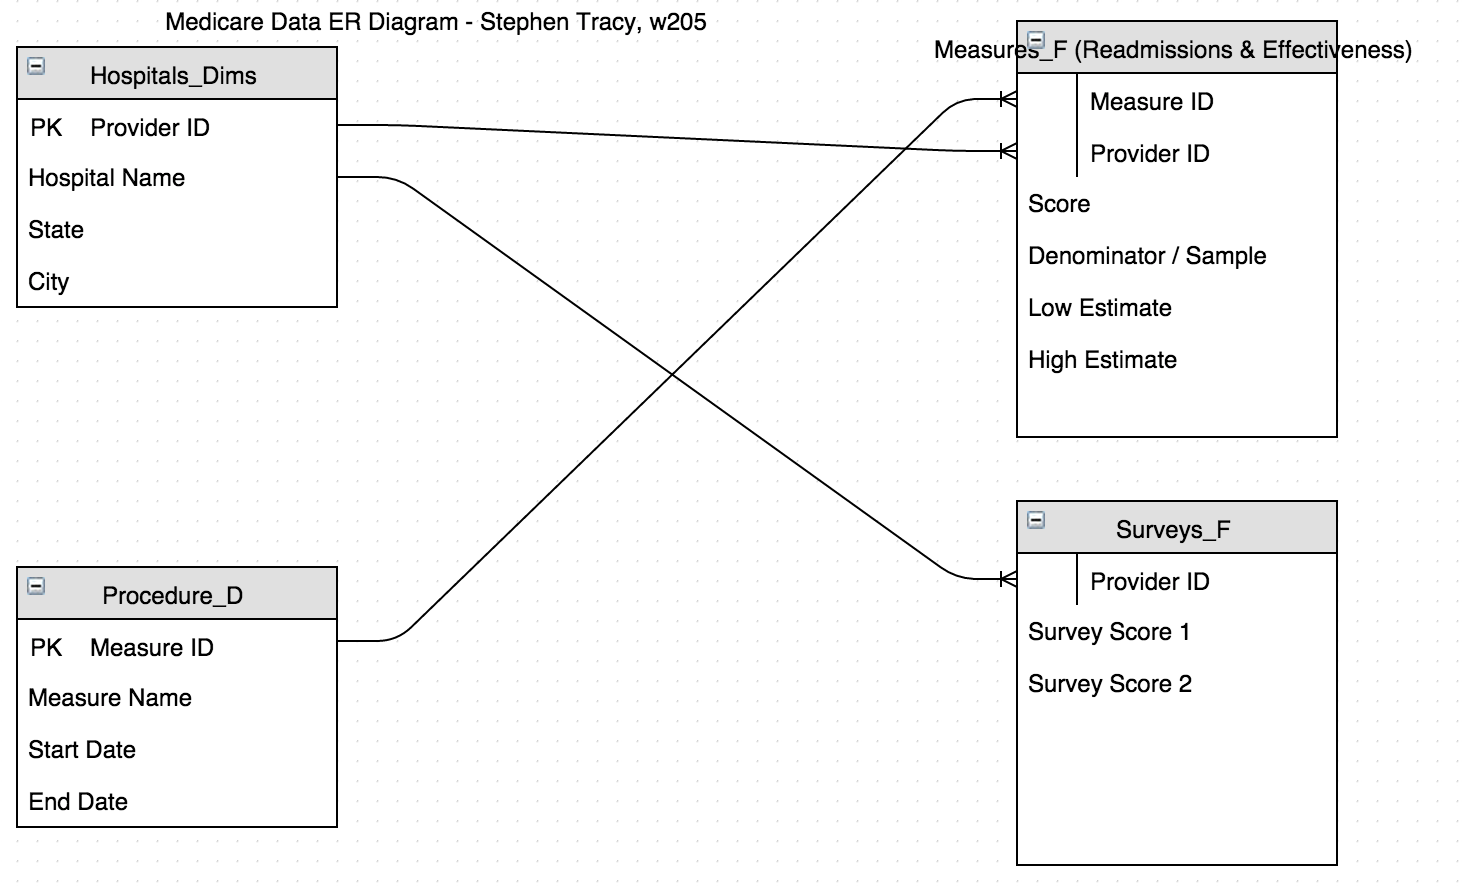 Medicare Data ER Diagram - Stephen Tracy, w205
Hospitals_Dims
PK Provider ID
Hospital Name
State
City
Measures_F (Readmissions & Effectiveness)
Measure ID
Provider ID
Score
Denominator / Sample
Low Estimate
High Estimate
Procedure_D
PK Measure ID
Measure Name
Start Date
End Date
Surveys_F
Provider ID
Survey Score 1
Survey Score 2